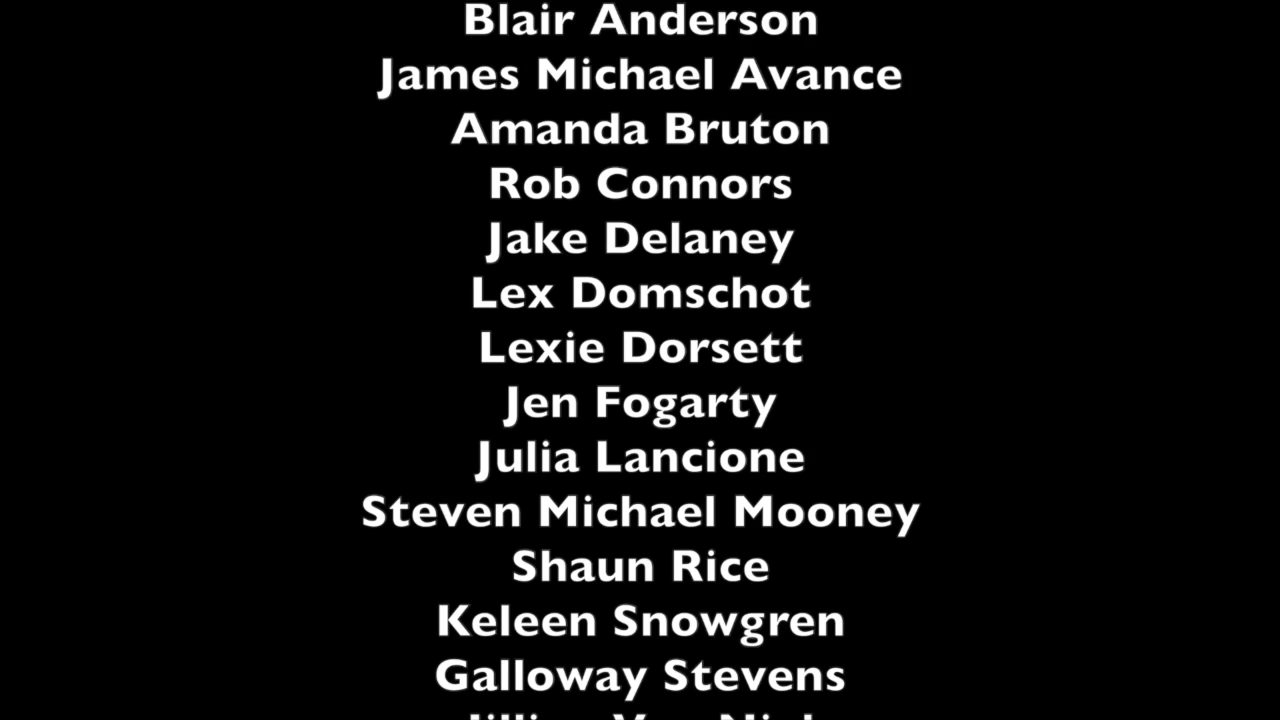 Blair Anderson
James Michael Avance
Amanda Bruton
Rob Connors
Jake Delaney
Lex Domschot
Lexie Dorsett
Jen Fogarty
Julia Lancione
Steven Michael Mooney
Shaun Rice
Keleen Snowgren
Galloway Stevens